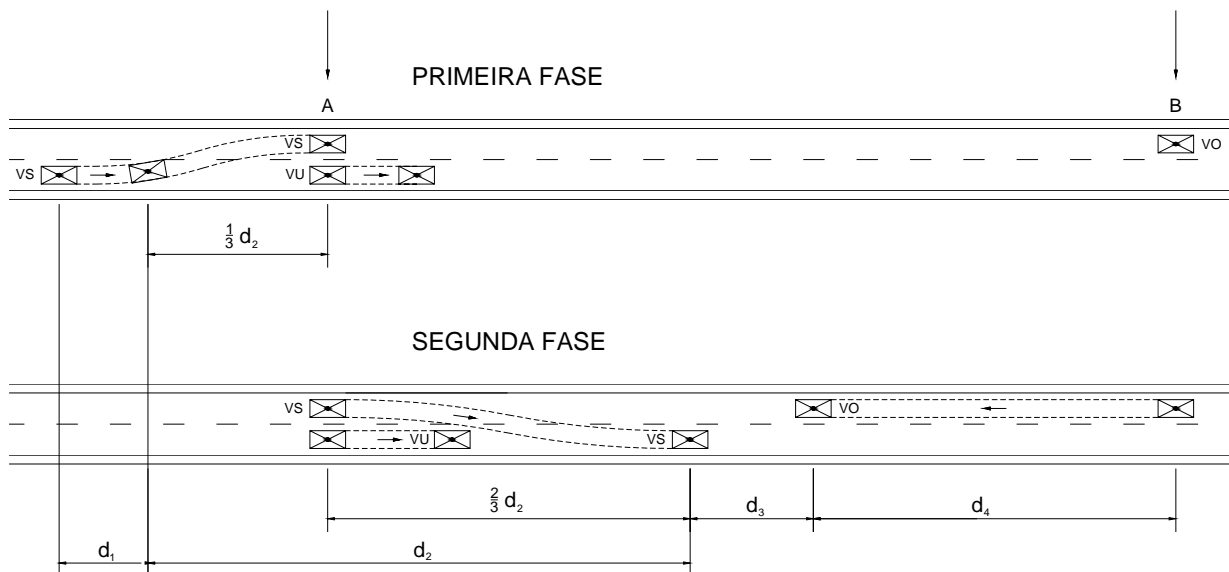 PRIMEIRA FASE
A
B
VS
VO
VS
VU
1/3 d₂
SEGUNDA FASE
VS
VO
VU
VS
2/3 d₂
d₃
d₄
d₁
d₂